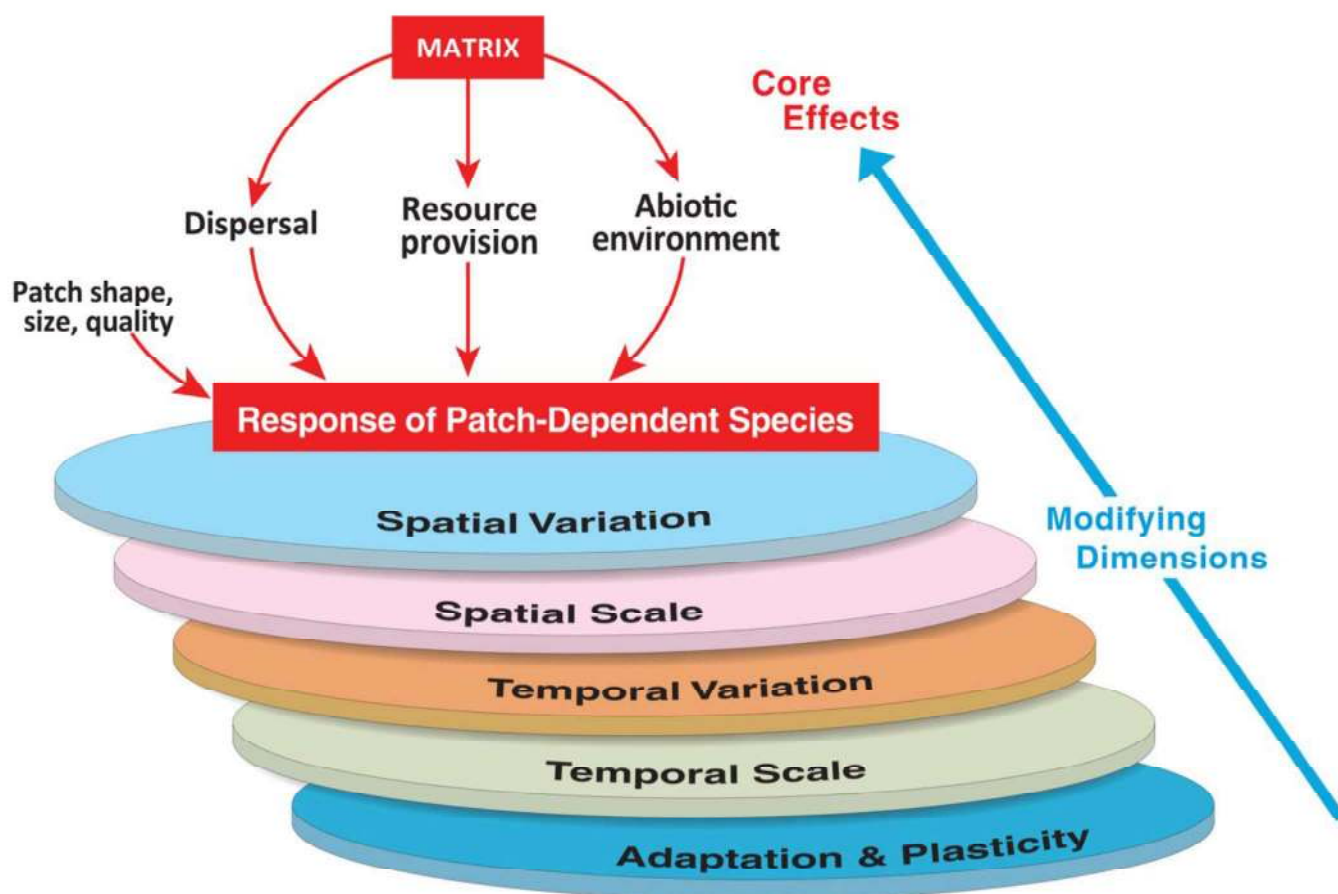 MATRIX
Core
Effects
Dispersal
Resource
provision
Abiotic
environment
Patch shape,
size, quality
Response of Patch-Dependent Species
Spatial Variation
Modifying
Dimensions
Spatial Scale
Temporal Variation
Temporal Scale
Adaptation & Plasticity